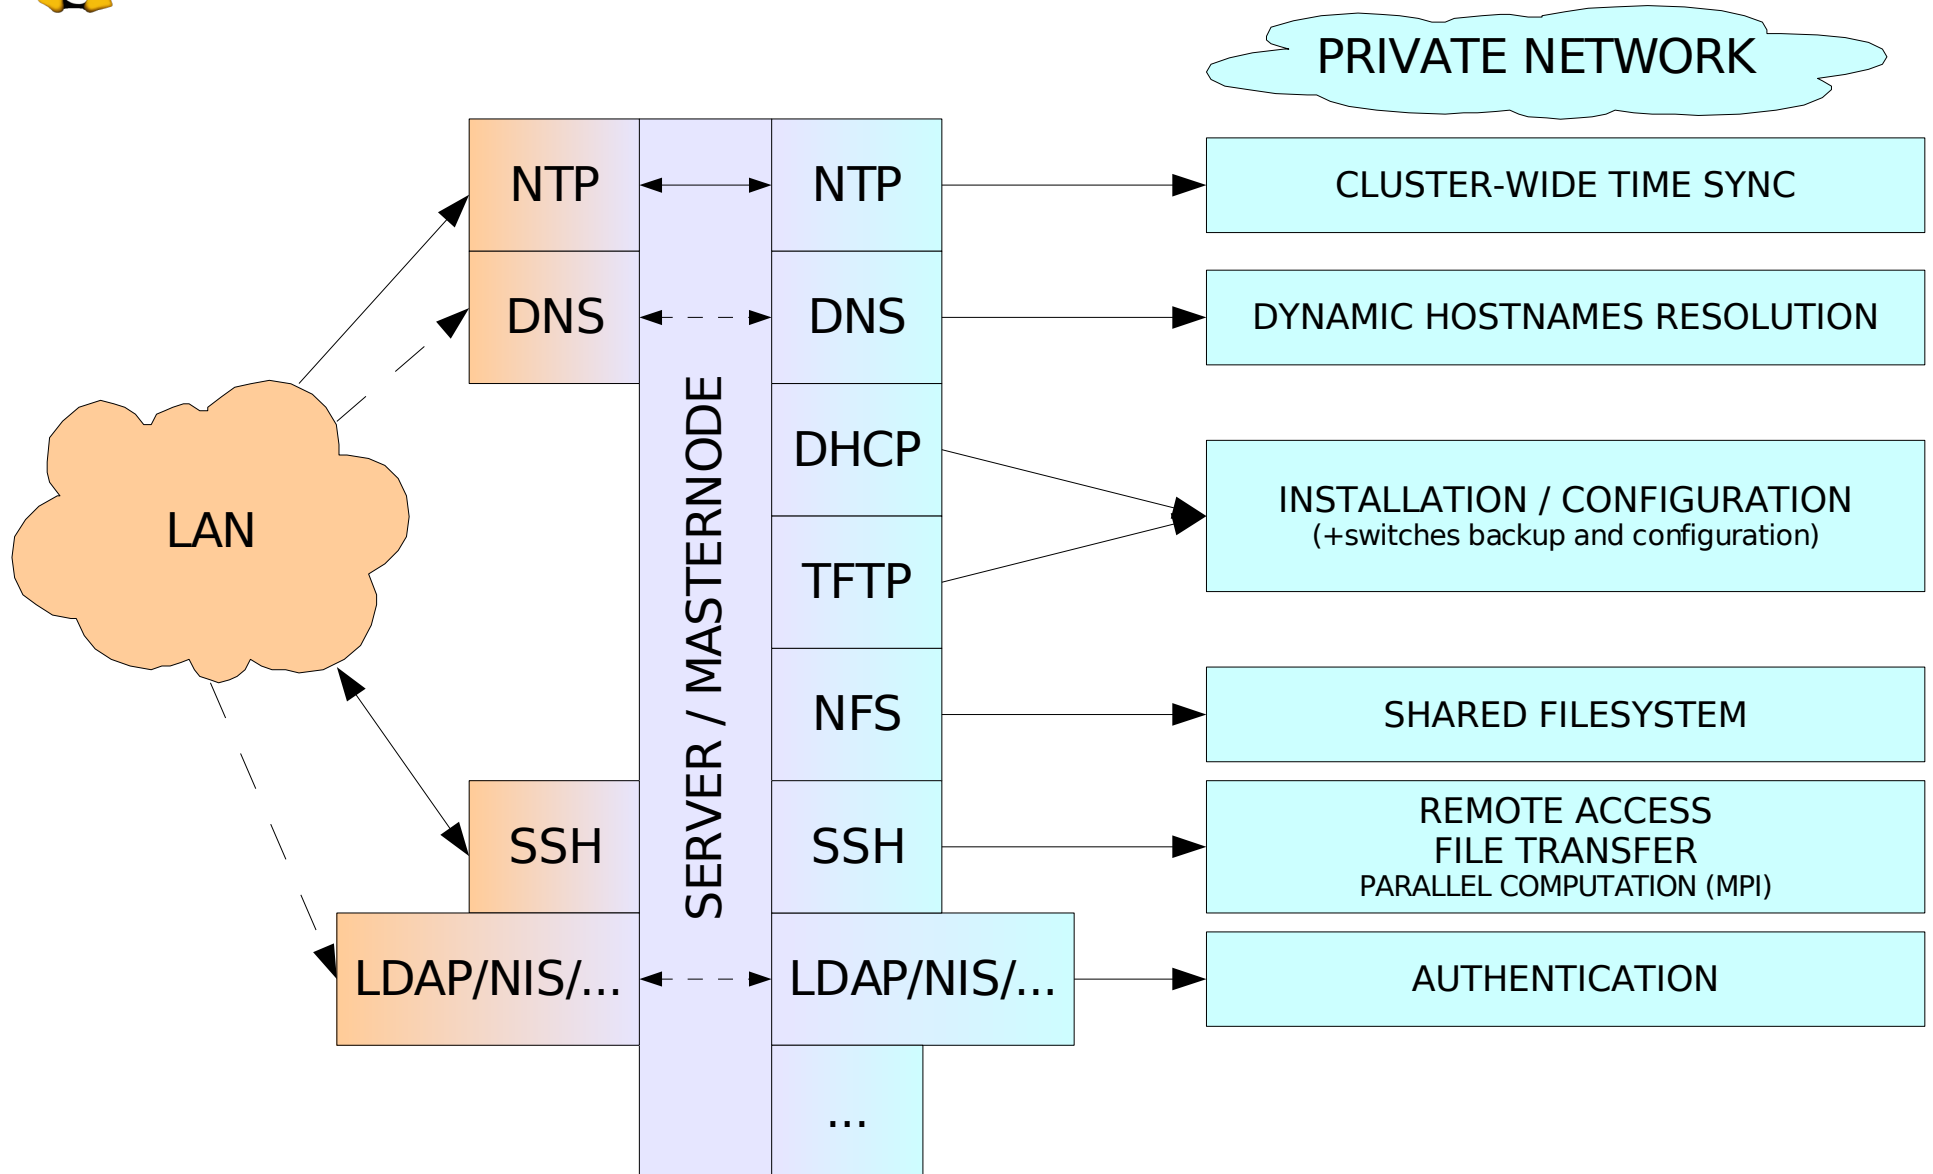 PRIVATE NETWORK
NTP
NTP
CLUSTER-WIDE TIME SYNC
DNS
DNS
DYNAMIC HOSTNAMES RESOLUTION
LAN
SERVER / MASTERNODE
DHCP
TFTP
INSTALLATION / CONFIGURATION
(+switches backup and configuration)
NFS
SHARED FILESYSTEM
SSH
SSH
REMOTE ACCESS
FILE TRANSFER
PARALLEL COMPUTATION (MPI)
LDAP/NIS/...
LDAP/NIS/...
AUTHENTICATION
...